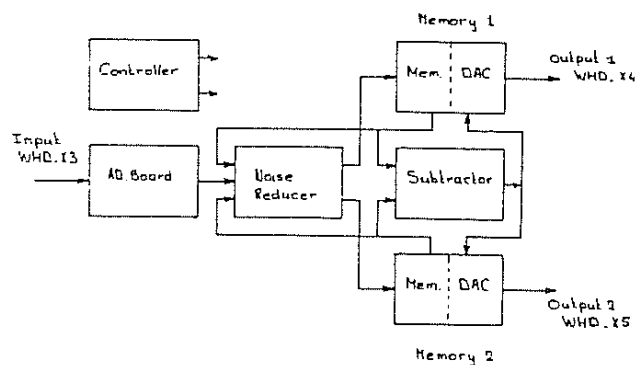 Memory 1
Controller
Mem.
DAC
Output 1
WHD.X4
Input
WHD.X3
AD.Board
Noise
Reducer
Subtractor
Mem.
DAC
Output 2
WHD.X5
Memory 2